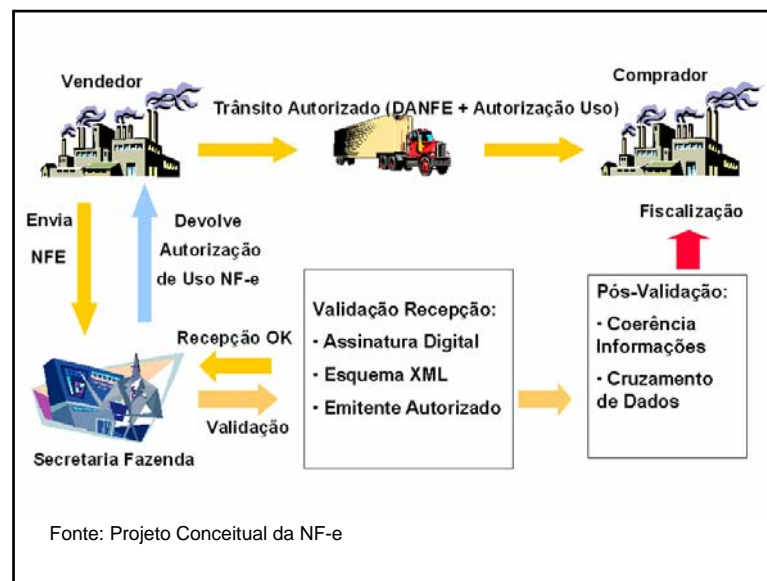 Vendedor
Comprador
Trânsito Autorizado (DANFE + Autorização Uso)
Envia
NFE
Devolve
Autorização
de Uso NF-e
Fiscalização
Recepção OK
Validação
Secretaria Fazenda
Validação Recepção:
· Assinatura Digital
· Esquema XML
· Emitente Autorizado
Pós-Validação:
· Coerência
Informações
· Cruzamento
de Dados
Fonte: Projeto Conceitual da NF-e